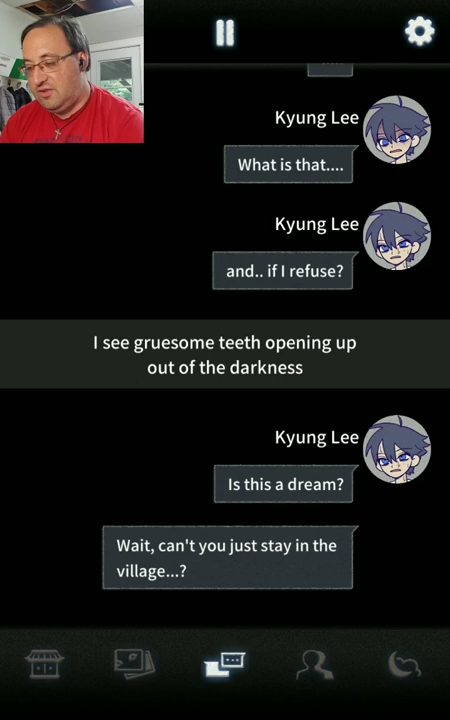 Kyung Lee
What is that....
Kyung Lee
and.. if I refuse?
I see gruesome teeth opening up
out of the darkness
Kyung Lee
Is this a dream?
Wait, can't you just stay in the
village...?